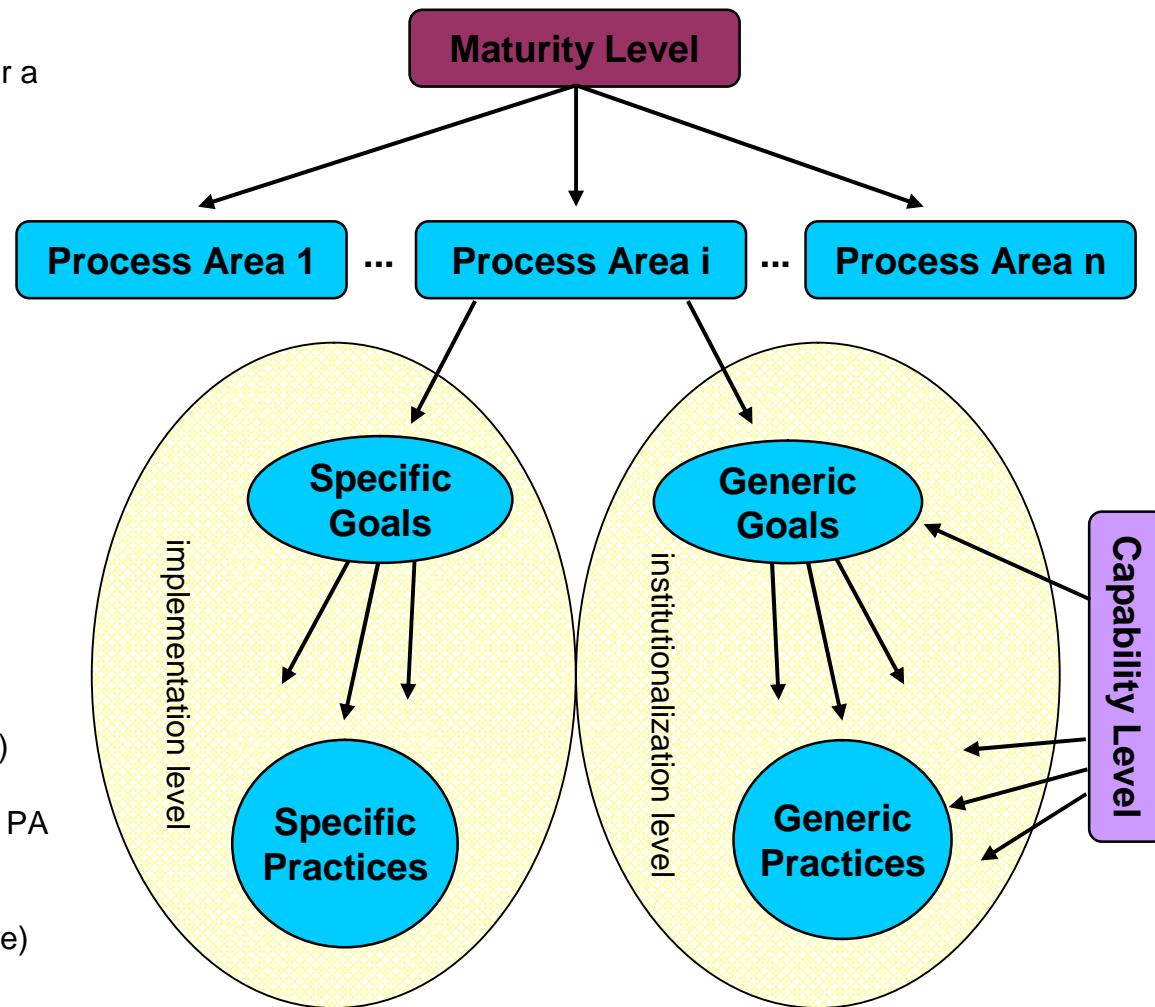 Maturity Level
r a
Process Area 1
...
Process Area i
...
Process Area n
Specific
Goals
Generic
Goals
implementation level
institutionalization level
Capability Level
)
PA
Specific
Practices
Generic
Practices
e)